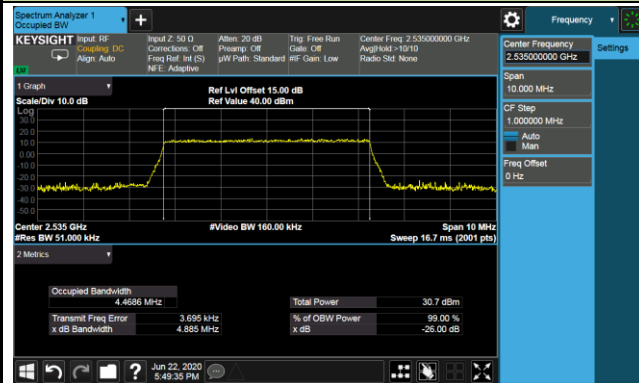 Spectrum Analyzer 1
Occupied BW
Frequency
KEYSIGHT
Input: RF
Coupling: DC
Align: Auto
Input Z: 50 Ω
Corrections: Off
Freq Ref: Int (S)
NFE: Adaptive
Atten: 20 dB
Preamp: Off
µW Path: Standard
Trig: Free Run
Gate: Off
#IF Gain: Low
Center Freq: 2.535000000 GHz
Avg|Hold:>10/10
Radio Std: None
Center Frequency
2.535000000 GHz
Settings
Span
10.000 MHz
CF Step
1.000000 MHz
Auto
Man
Freq Offset
0 Hz
1 Graph
Scale/Div 10.0 dB
Ref Lvl Offset 15.00 dB
Ref Value 40.00 dBm
Log
30.0
20.0
10.0
0.00
-10.0
-20.0
-30.0
-40.0
-50.0
Center 2.535 GHz
#Res BW 51.000 kHz
#Video BW 160.00 kHz
Span 10 MHz
Sweep 16.7 ms (2001 pts)
2 Metrics
Occupied Bandwidth
4.4686 MHz
Total Power 30.7 dBm
Transmit Freq Error 3.695 kHz
% of OBW Power 99.00 %
x dB Bandwidth 4.885 MHz
x dB -26.00 dB
?
Jun 22, 2020
5:49:35 PM